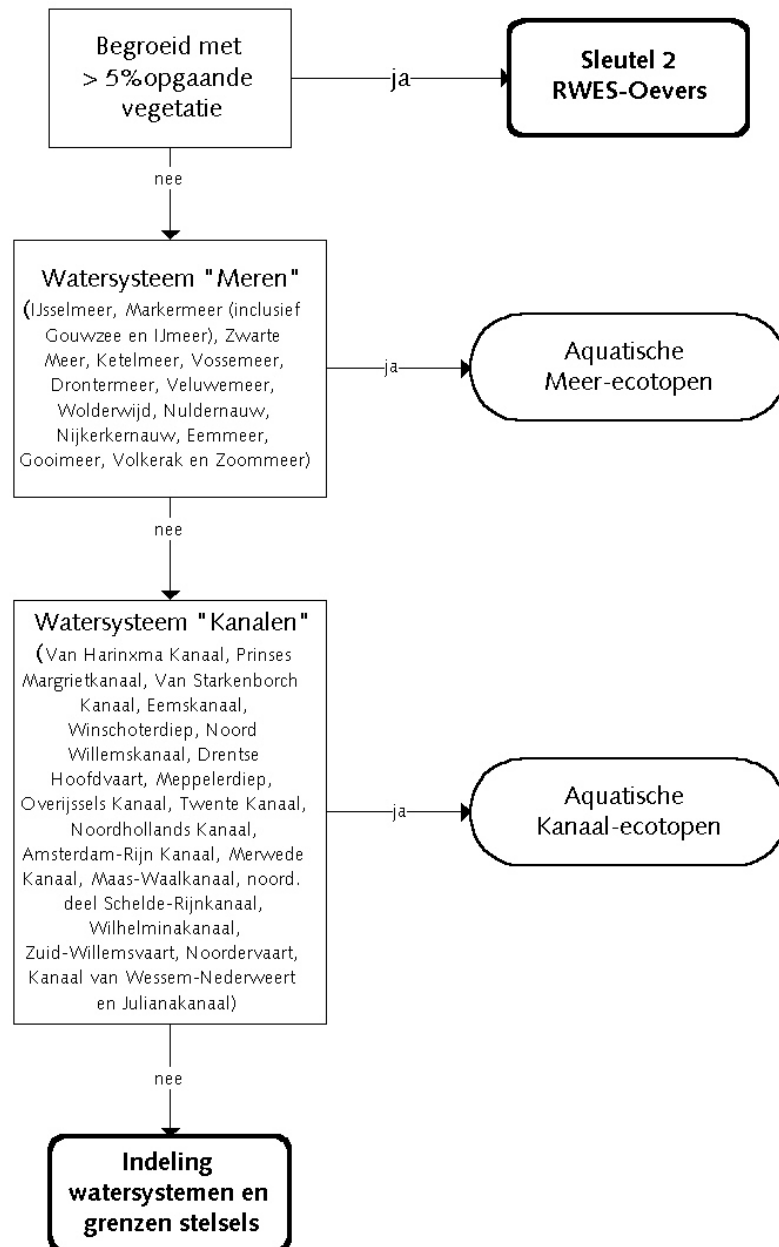 Begroeid met
> 5%opgaande
vegetatie
ja
Sleutel 2
RWES-Oevers
nee
Watersysteem "Meren"
(IJsselmeer, Markermeer (inclusief
Gouwzee en IJmeer), Zwarte
Meer, Ketelmeer, Vossemeer,
Drontermeer, Veluwemeer,
Wolderwijd, Nuldernauw,
Nijkerkernauw, Eemmeer,
Gooimeer, Volkerak en Zoommeer)
ja
Aquatische
Meer-ecotopen
nee
Watersysteem "Kanalen"
(Van Harinxma Kanaal, Prinses
Margrietkanaal, Van Starkenborch
Kanaal, Eemskanaal,
Winschoterdiep, Noord
Willemskanaal, Drentse
Hoofdvaart, Meppelerdiep,
Overijssels Kanaal, Twente Kanaal,
Noordhollands Kanaal,
Amsterdam-Rijn Kanaal, Merwede
Kanaal, Maas-Waalkanaal, noord.
deel Schelde-Rijnkanaal,
Wilhelminakanaal,
Zuid-Willemsvaart, Noordervaart,
Kanaal van Wessem-Nederweert
en Julianakanaal)
ja
Aquatische
Kanaal-ecotopen
nee
Indeling
watersystemen en
grenzen stelsels